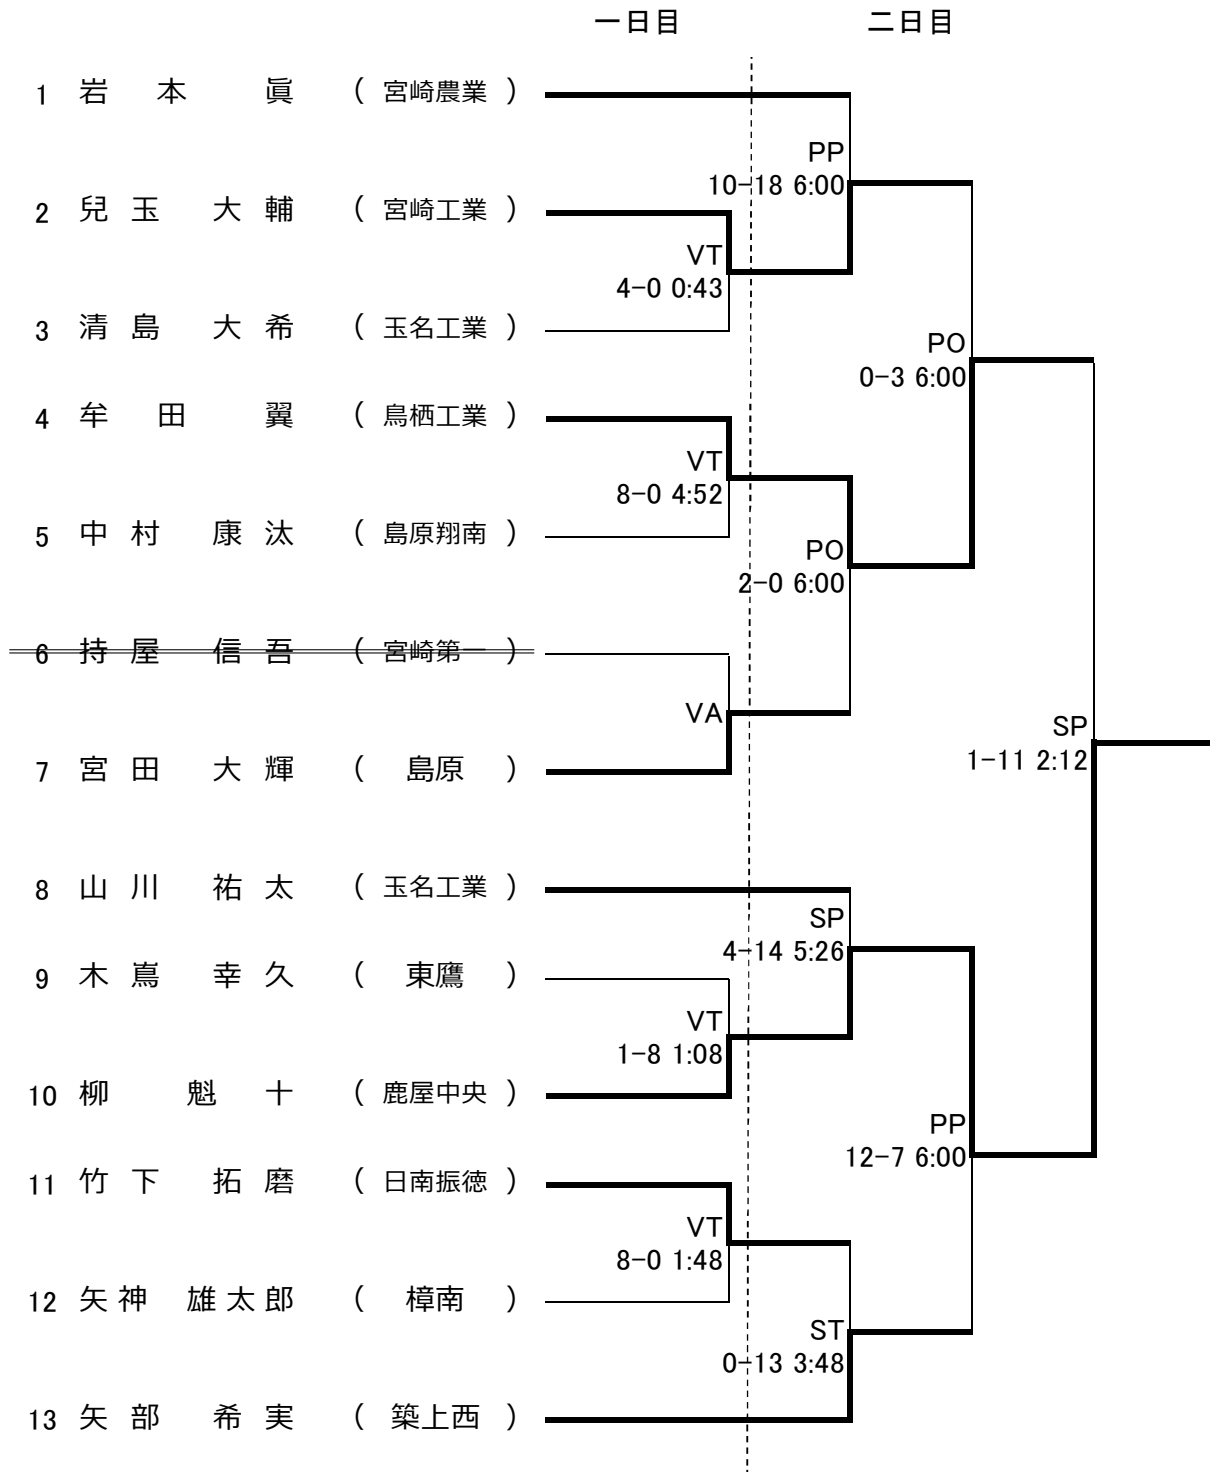 一日目 二日目
1 岩本 眞 ( 宮崎農業 )
PP
10-18 6:00
2 兒玉 大輔 ( 宮崎工業 )
VT
4-0 0:43
3 清島 大希 ( 玉名工業 )
PO
0-3 6:00
4 牟田 翼 ( 鳥栖工業 )
VT
8-0 4:52
5 中村 康汰 ( 島原翔南 )
PO
2-0 6:00
6 持屋 信吾 ( 宮崎第一 )
VA
SP
1-11 2:12
7 宮田 大輝 ( 島原 )
8 山川 祐太 ( 玉名工業 )
SP
4-14 5:26
9 木嶌 幸久 ( 東鷹 )
VT
1-8 1:08
10 柳 魁十 ( 鹿屋中央 )
PP
12-7 6:00
11 竹下 拓磨 ( 日南振徳 )
VT
8-0 1:48
12 矢神 雄太郎 ( 樟南 )
ST
0-13 3:48
13 矢部 希実 ( 築上西 )